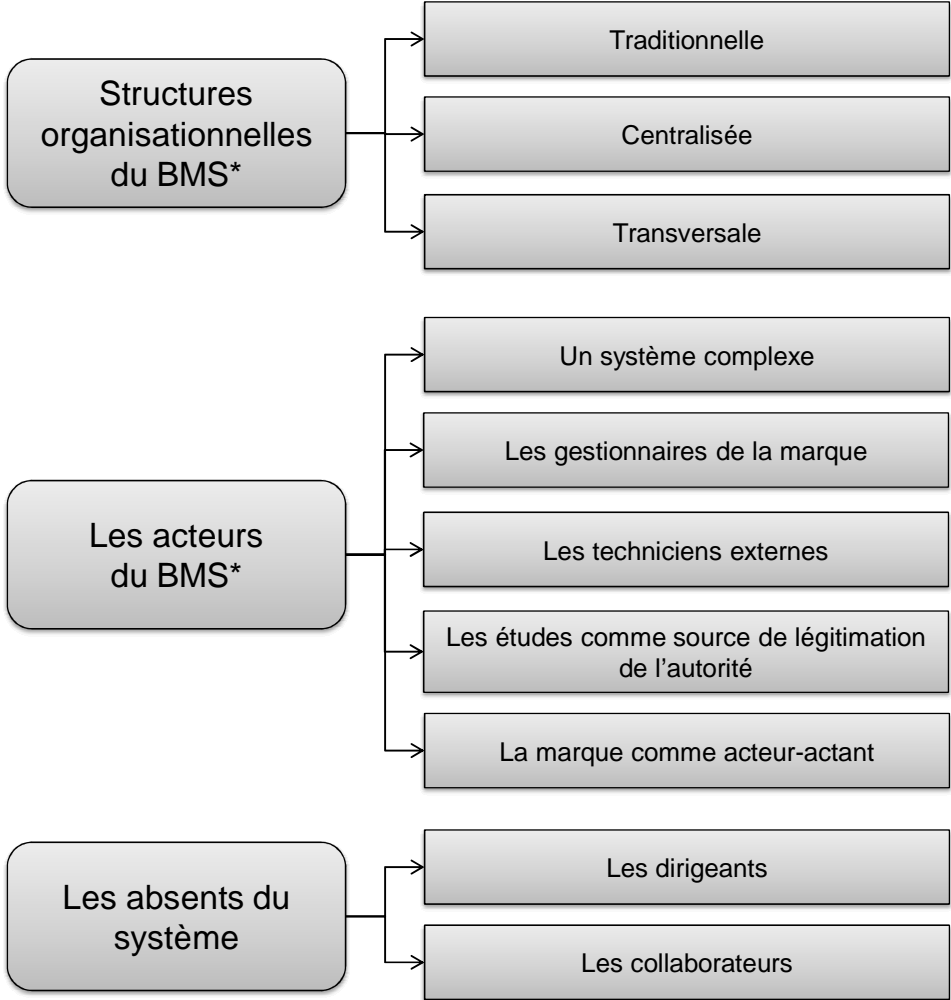 Structures
organisationnelles
du BMS*
Traditionnelle
Centralisée
Transversale
Les acteurs
du BMS*
Un système complexe
Les gestionnaires de la marque
Les techniciens externes
Les études comme source de légitimation
de l’autorité
La marque comme acteur-actant
Les absents du
système
Les dirigeants
Les collaborateurs